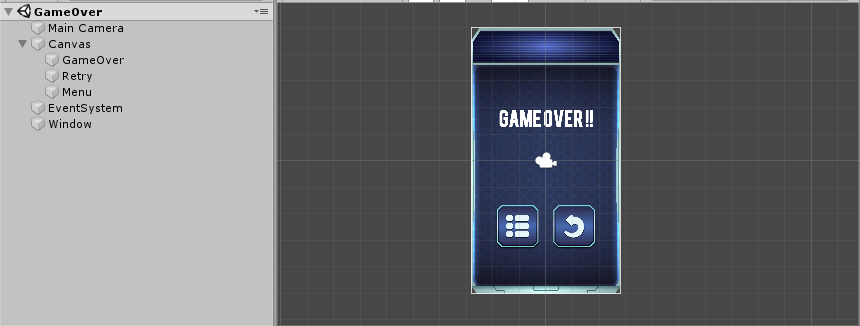 GameOver
Main Camera
Canvas
GameOver
Retry
Menu
EventSystem
Window
GAME OVER!!